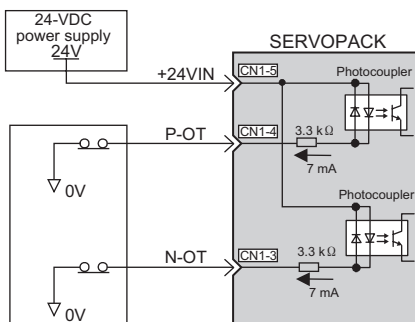 24-VDC
power supply
24V
SERVOPACK
+24VIN
CN1-5
Photocoupler
P-OT
CN1-4
3.3 kΩ
7 mA
0V
Photocoupler
N-OT
CN1-3
3.3 kΩ
7 mA
0V